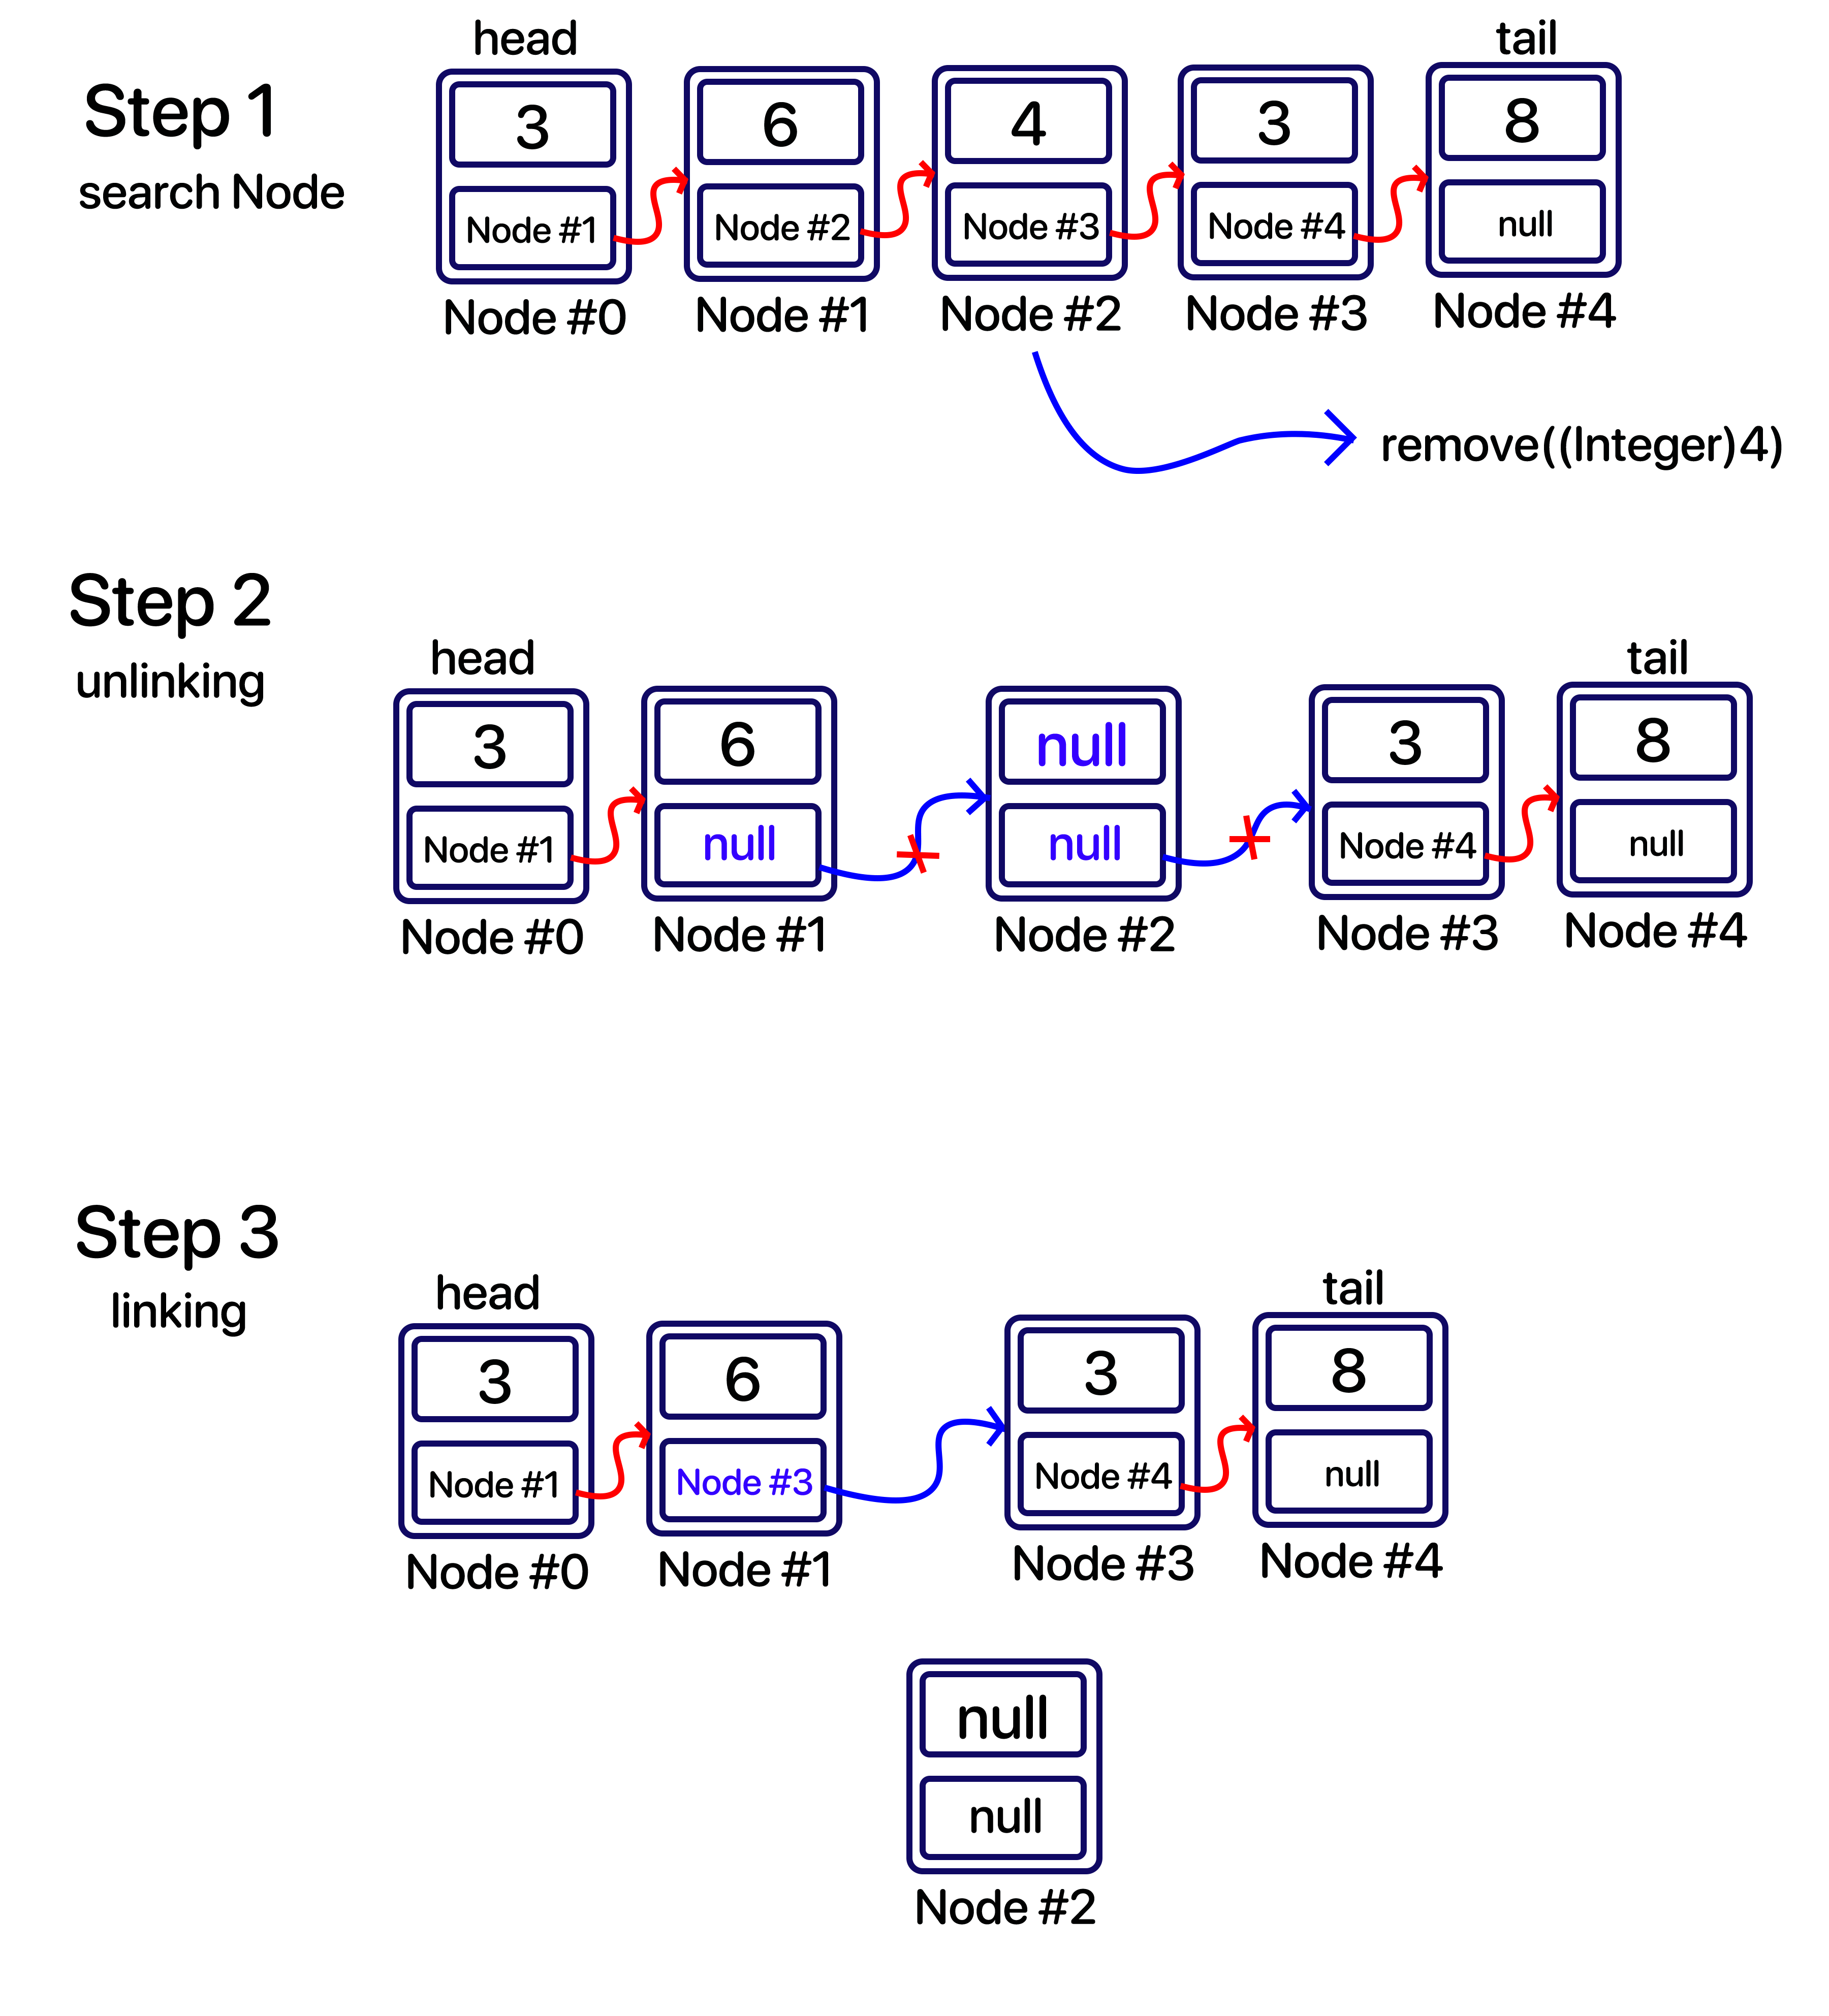 head
tail
Step 1
search Node
3
6
4
3
8
Node #1
Node #2
Node #3
Node #4
null
Node #0
Node #1
Node #2
Node #3
Node #4
remove((Integer)4)
Step 2
unlinking
head
tail
3
6
null
3
8
Node #1
null
null
Node #4
null
Node #0
Node #1
Node #2
Node #3
Node #4
Step 3
linking
head
tail
3
6
3
8
Node #1
Node #3
Node #4
null
Node #0
Node #1
Node #3
Node #4
null
null
Node #2